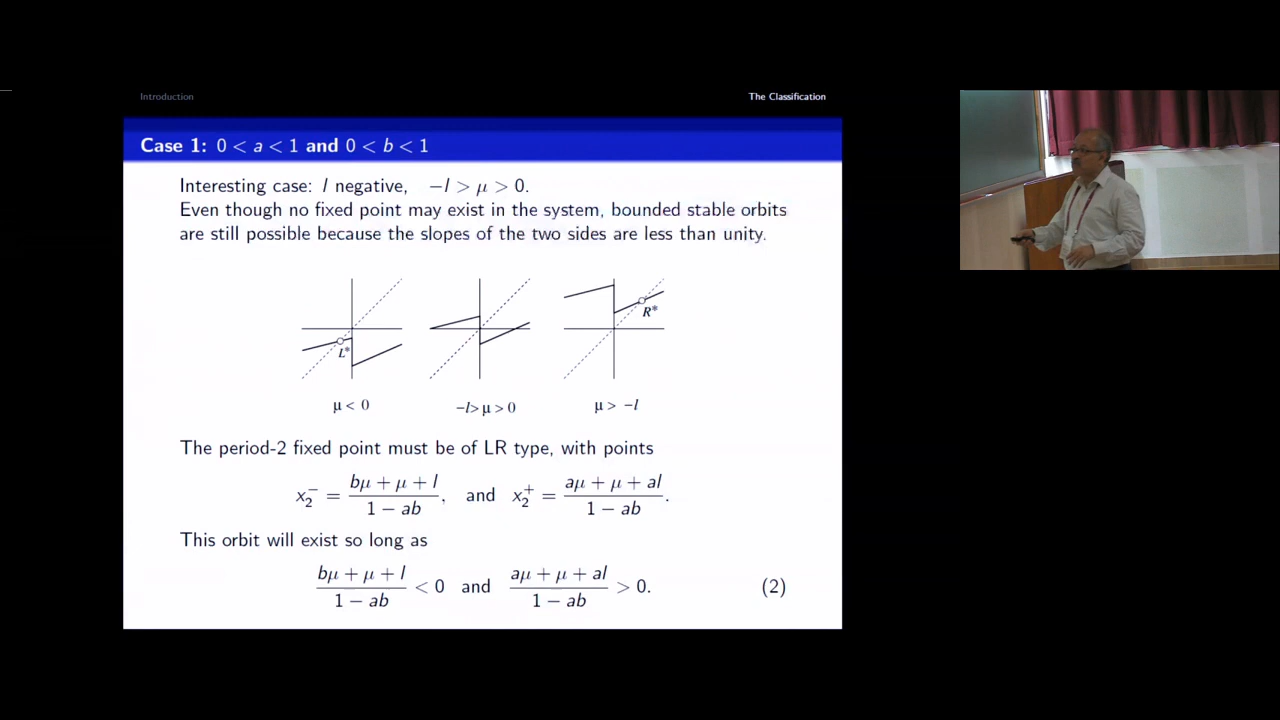 Introduction
The Classification
Case 1: 0 < a < 1 and 0 < b < 1
Interesting case: l negative, −l > μ > 0.
Even though no fixed point may exist in the system, bounded stable orbits
are still possible because the slopes of the two sides are less than unity.
L*
R*
μ < 0
−l > μ > 0
μ > −l
The period-2 fixed point must be of LR type, with points
x₂⁻ = (bμ + μ + l)/(1 − ab), and x₂⁺ = (aμ + μ + al)/(1 − ab).
This orbit will exist so long as
(bμ + μ + l)/(1 − ab) < 0 and (aμ + μ + al)/(1 − ab) > 0. (2)